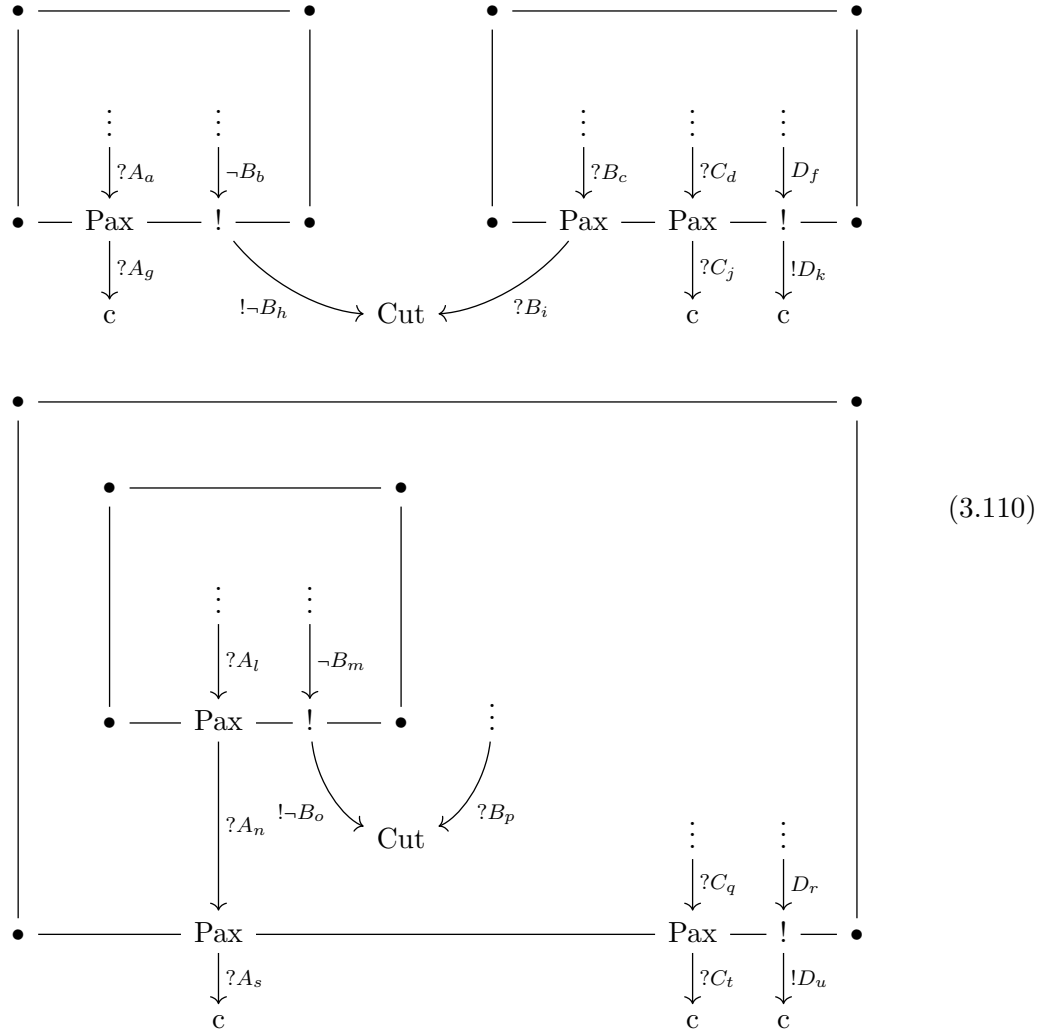 ⋮ ⋮ ⋮ ⋮ ⋮
?A_a ¬B_b ?B_c ?C_d D_f
Pax ! Pax Pax !
?A_g ?C_j !D_k
!¬B_h ?B_i
c Cut c c
(3.110)
⋮ ⋮
?A_l ¬B_m
Pax ! ⋮
!¬B_o ?B_p
?A_n
Cut ⋮ ⋮
?C_q D_r
Pax Pax !
?A_s ?C_t !D_u
c c c